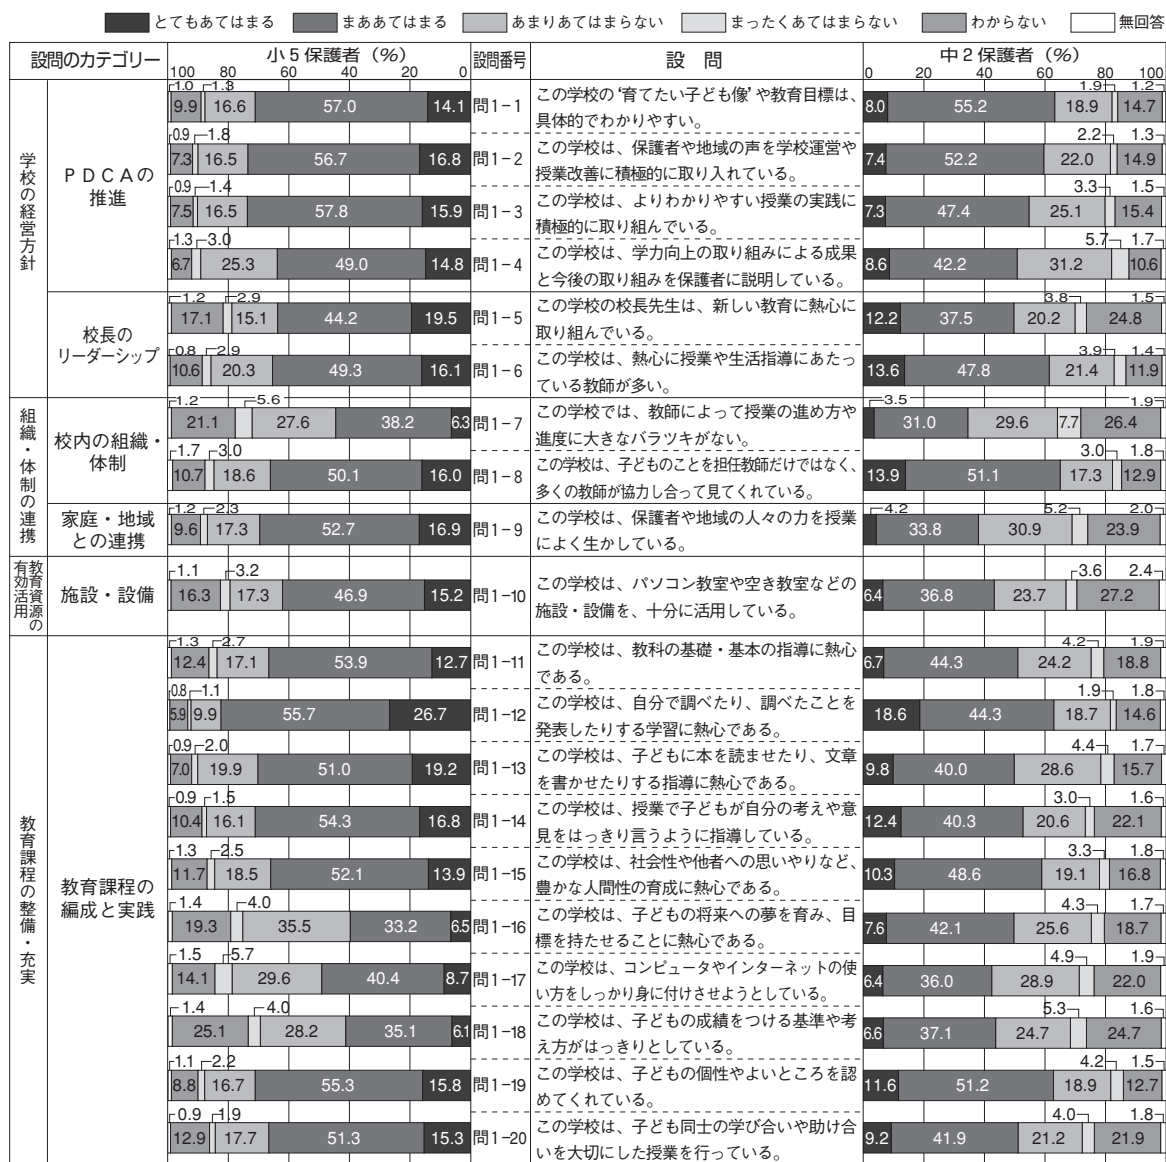 とてもあてはまる まああてはまる あまりあてはまらない まったくあてはまらない わからない 無回答
設問のカテゴリー 小5保護者（%） 設問番号 設問 中2保護者（%）
100 80 60 40 20 0 0 20 40 60 80 100
学校の経営方針
PDCAの
推進
1.0 1.3 1.9 1.2
9.9 16.6 57.0 14.1 問1-1 この学校の‘育てたい子ども像’や教育目標は、 8.0 55.2 18.9 14.7
具体的でわかりやすい。
0.9 1.8 2.2 1.3
7.3 16.5 56.7 16.8 問1-2 この学校は、保護者や地域の声を学校運営や 7.4 52.2 22.0 14.9
授業改善に積極的に取り入れている。
0.9 1.4 3.3 1.5
7.5 16.5 57.8 15.9 問1-3 この学校は、よりわかりやすい授業の実践に 7.3 47.4 25.1 15.4
積極的に取り組んでいる。
1.3 3.0 5.7 1.7
6.7 25.3 49.0 14.8 問1-4 この学校は、学力向上の取り組みによる成果 8.6 42.2 31.2 10.6
と今後の取り組みを保護者に説明している。
校長の
リーダーシップ
1.2 2.9 3.8 1.5
17.1 15.1 44.2 19.5 問1-5 この学校の校長先生は、新しい教育に熱心に 12.2 37.5 20.2 24.8
取り組んでいる。
0.8 2.9 3.9 1.4
10.6 20.3 49.3 16.1 問1-6 この学校は、熱心に授業や生活指導にあたっ 13.6 47.8 21.4 11.9
ている教師が多い。
組織・体制の連携
校内の組織・
体制
1.2 5.6 3.5 1.9
21.1 27.6 38.2 6.3 問1-7 この学校では、教師によって授業の進め方や 31.0 29.6 7.7 26.4
進度に大きなバラツキがない。
1.7 3.0 3.0 1.8
10.7 18.6 50.1 16.0 問1-8 この学校は、子どものことを担任教師だけではなく、 13.9 51.1 17.3 12.9
多くの教師が協力し合って見てくれている。
家庭・地域
との連携
1.2 2.3 4.2 5.2 2.0
9.6 17.3 52.7 16.9 問1-9 この学校は、保護者や地域の人々の力を授業 33.8 30.9 23.9
によく生かしている。
教育資源の
有効活用
施設・設備
1.1 3.2 3.6 2.4
16.3 17.3 46.9 15.2 問1-10 この学校は、パソコン教室や空き教室などの 6.4 36.8 23.7 27.2
施設・設備を、十分に活用している。
教育課程の整備・充実
教育課程の
編成と実践
1.3 2.7 4.2 1.9
12.4 17.1 53.9 12.7 問1-11 この学校は、教科の基礎・基本の指導に熱心 6.7 44.3 24.2 18.8
である。
0.8 1.1 1.9 1.8
5.9 9.9 55.7 26.7 問1-12 この学校は、自分で調べたり、調べたことを 18.6 44.3 18.7 14.6
発表したりする学習に熱心である。
0.9 2.0 4.4 1.7
7.0 19.9 51.0 19.2 問1-13 この学校は、子どもに本を読ませたり、文章 9.8 40.0 28.6 15.7
を書かせたりする指導に熱心である。
0.9 1.5 3.0 1.6
10.4 16.1 54.3 16.8 問1-14 この学校は、授業で子どもが自分の考えや意 12.4 40.3 20.6 22.1
見をはっきり言うように指導している。
1.3 2.5 3.3 1.8
11.7 18.5 52.1 13.9 問1-15 この学校は、社会性や他者への思いやりなど、 10.3 48.6 19.1 16.8
豊かな人間性の育成に熱心である。
1.4 4.0 4.3 1.7
19.3 35.5 33.2 6.5 問1-16 この学校は、子どもの将来への夢を育み、目 7.6 42.1 25.6 18.7
標を持たせることに熱心である。
1.5 5.7 4.9 1.9
14.1 29.6 40.4 8.7 問1-17 この学校は、コンピュータやインターネットの使 6.4 36.0 28.9 22.0
い方をしっかり身に付けさせようとしている。
1.4 4.0 5.3 1.6
25.1 28.2 35.1 6.1 問1-18 この学校は、子どもの成績をつける基準や考 6.6 37.1 24.7 24.7
え方がはっきりとしている。
1.1 2.2 4.2 1.5
8.8 16.7 55.3 15.8 問1-19 この学校は、子どもの個性やよいところを認 11.6 51.2 18.9 12.7
めてくれている。
0.9 1.9 4.0 1.8
12.9 17.7 51.3 15.3 問1-20 この学校は、子ども同士の学び合いや助け合 9.2 41.9 21.2 21.9
いを大切にした授業を行っている。